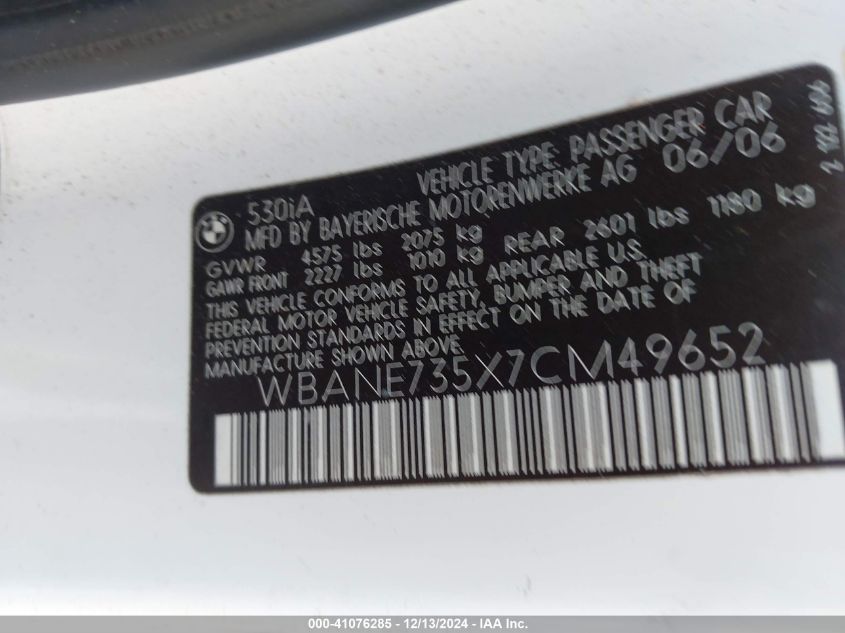 BMW
530iA
VEHICLE TYPE: PASSENGER CAR
MFD BY BAYERISCHE MOTORENWERKE AG 06/06
GVWR 4575 lbs 2075 kg
GAWR FRONT 2227 lbs 1010 kg REAR 2601 lbs 1180 kg
THIS VEHICLE CONFORMS TO ALL APPLICABLE U.S.
FEDERAL MOTOR VEHICLE SAFETY, BUMPER AND THEFT
PREVENTION STANDARDS IN EFFECT ON THE DATE OF
MANUFACTURE SHOWN ABOVE.
WBANE735X7CM49652
000-41076285 - 12/13/2024 - IAA Inc.